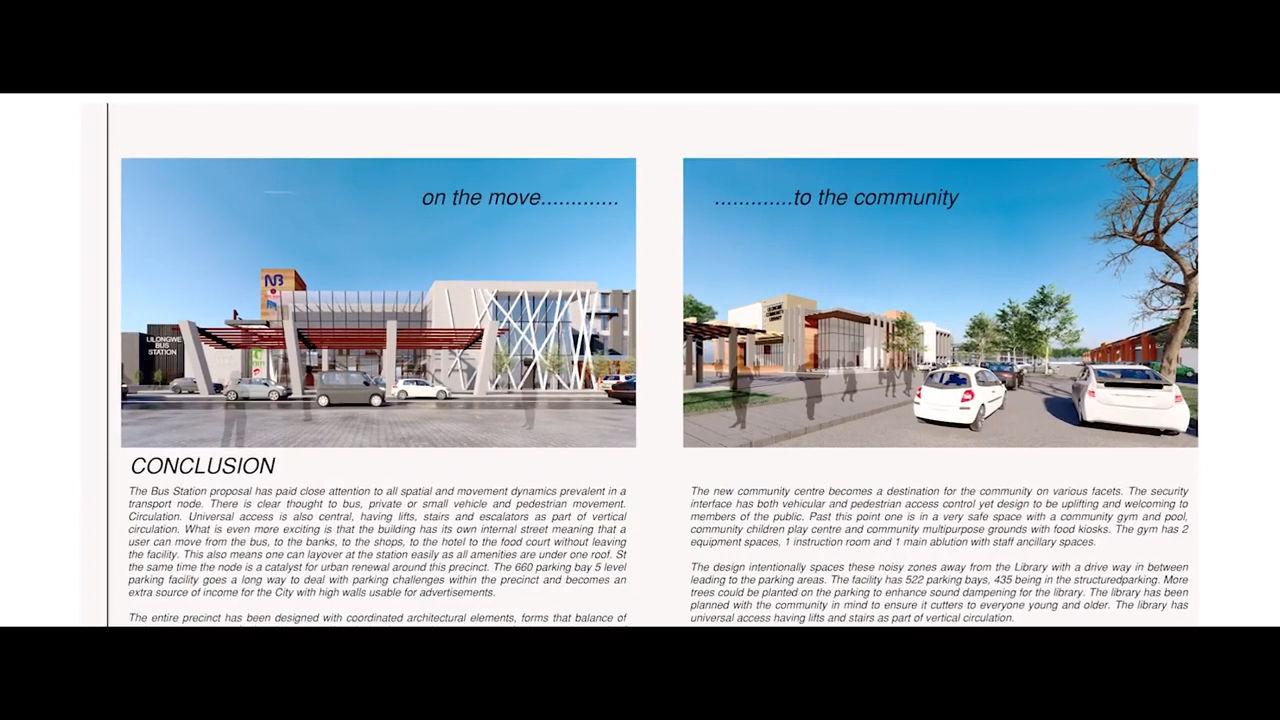 on the move.............
.............to the community
NB
LILONGWE
BUS
STATION
LILONGWE
COMMUNITY
LIBRARY
CONCLUSION
The Bus Station proposal has paid close attention to all spatial and movement dynamics prevalent in a
transport node. There is clear thought to bus, private or small vehicle and pedestrian movement.
Circulation. Universal access is also central, having lifts, stairs and escalators as part of vertical
circulation. What is even more exciting is that the building has its own internal street meaning that a
user can move from the bus, to the banks, to the shops, to the hotel to the food court without leaving
the facility. This also means one can layover at the station easily as all amenities are under one roof. St
the same time the node is a catalyst for urban renewal around this precinct. The 660 parking bay 5 level
parking facility goes a long way to deal with parking challenges within the precinct and becomes an
extra source of income for the City with high walls usable for advertisements.
The entire precinct has been designed with coordinated architectural elements, forms that balance of
The new community centre becomes a destination for the community on various facets. The security
interface has both vehicular and pedestrian access control yet design to be uplifting and welcoming to
members of the public. Past this point one is in a very safe space with a community gym and pool,
community children play centre and community multipurpose grounds with food kiosks. The gym has 2
equipment spaces, 1 instruction room and 1 main ablution with staff ancillary spaces.
The design intentionally spaces these noisy zones away from the Library with a drive way in between
leading to the parking areas. The facility has 522 parking bays, 435 being in the structuredparking. More
trees could be planted on the parking to enhance sound dampening for the library. The library has been
planned with the community in mind to ensure it cutters to everyone young and older. The library has
universal access having lifts and stairs as part of vertical circulation.